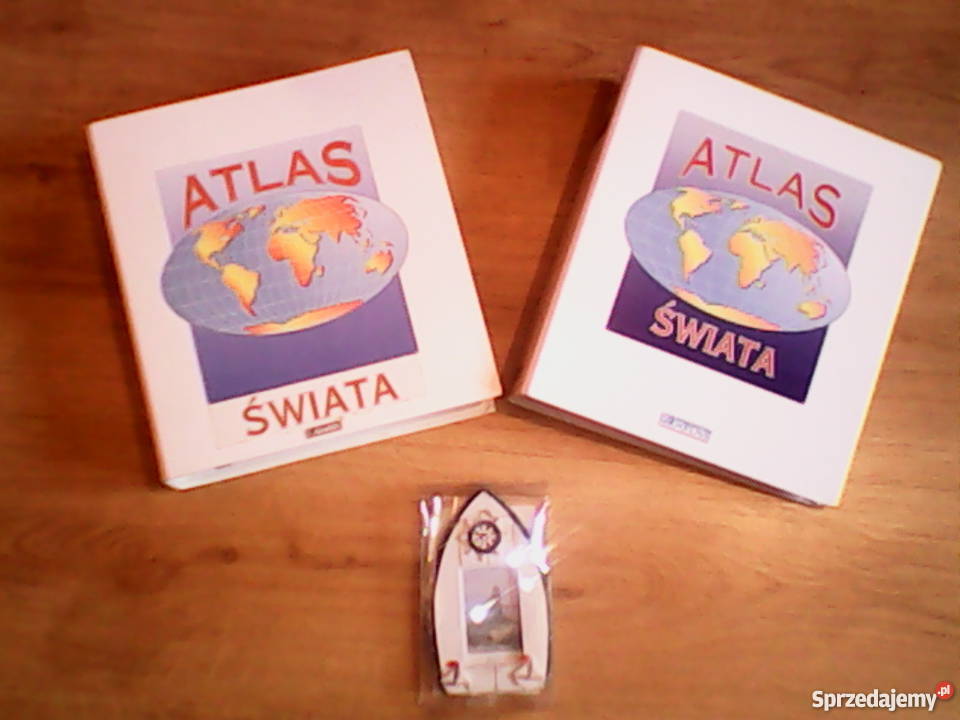 ATLAS
ŚWIATA
ATLAS
ŚWIATA
Sprzedajemy.pl